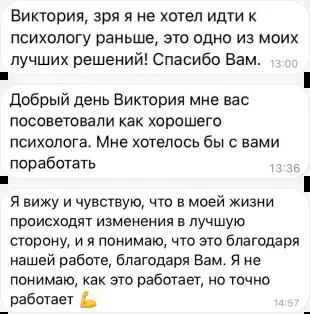 Виктория, зря я не хотел идти к
психологу раньше, это одно из моих
лучших решений! Спасибо Вам. 13:00
Добрый день Виктория мне вас
посоветовали как хорошего
психолога. Мне хотелось бы с вами
поработать 13:36
Я вижу и чувствую, что в моей жизни
происходят изменения в лучшую
сторону, и я понимаю, что это благодаря
нашей работе, благодаря Вам. Я не
понимаю, как это работает, но точно
работает 💪 14:57